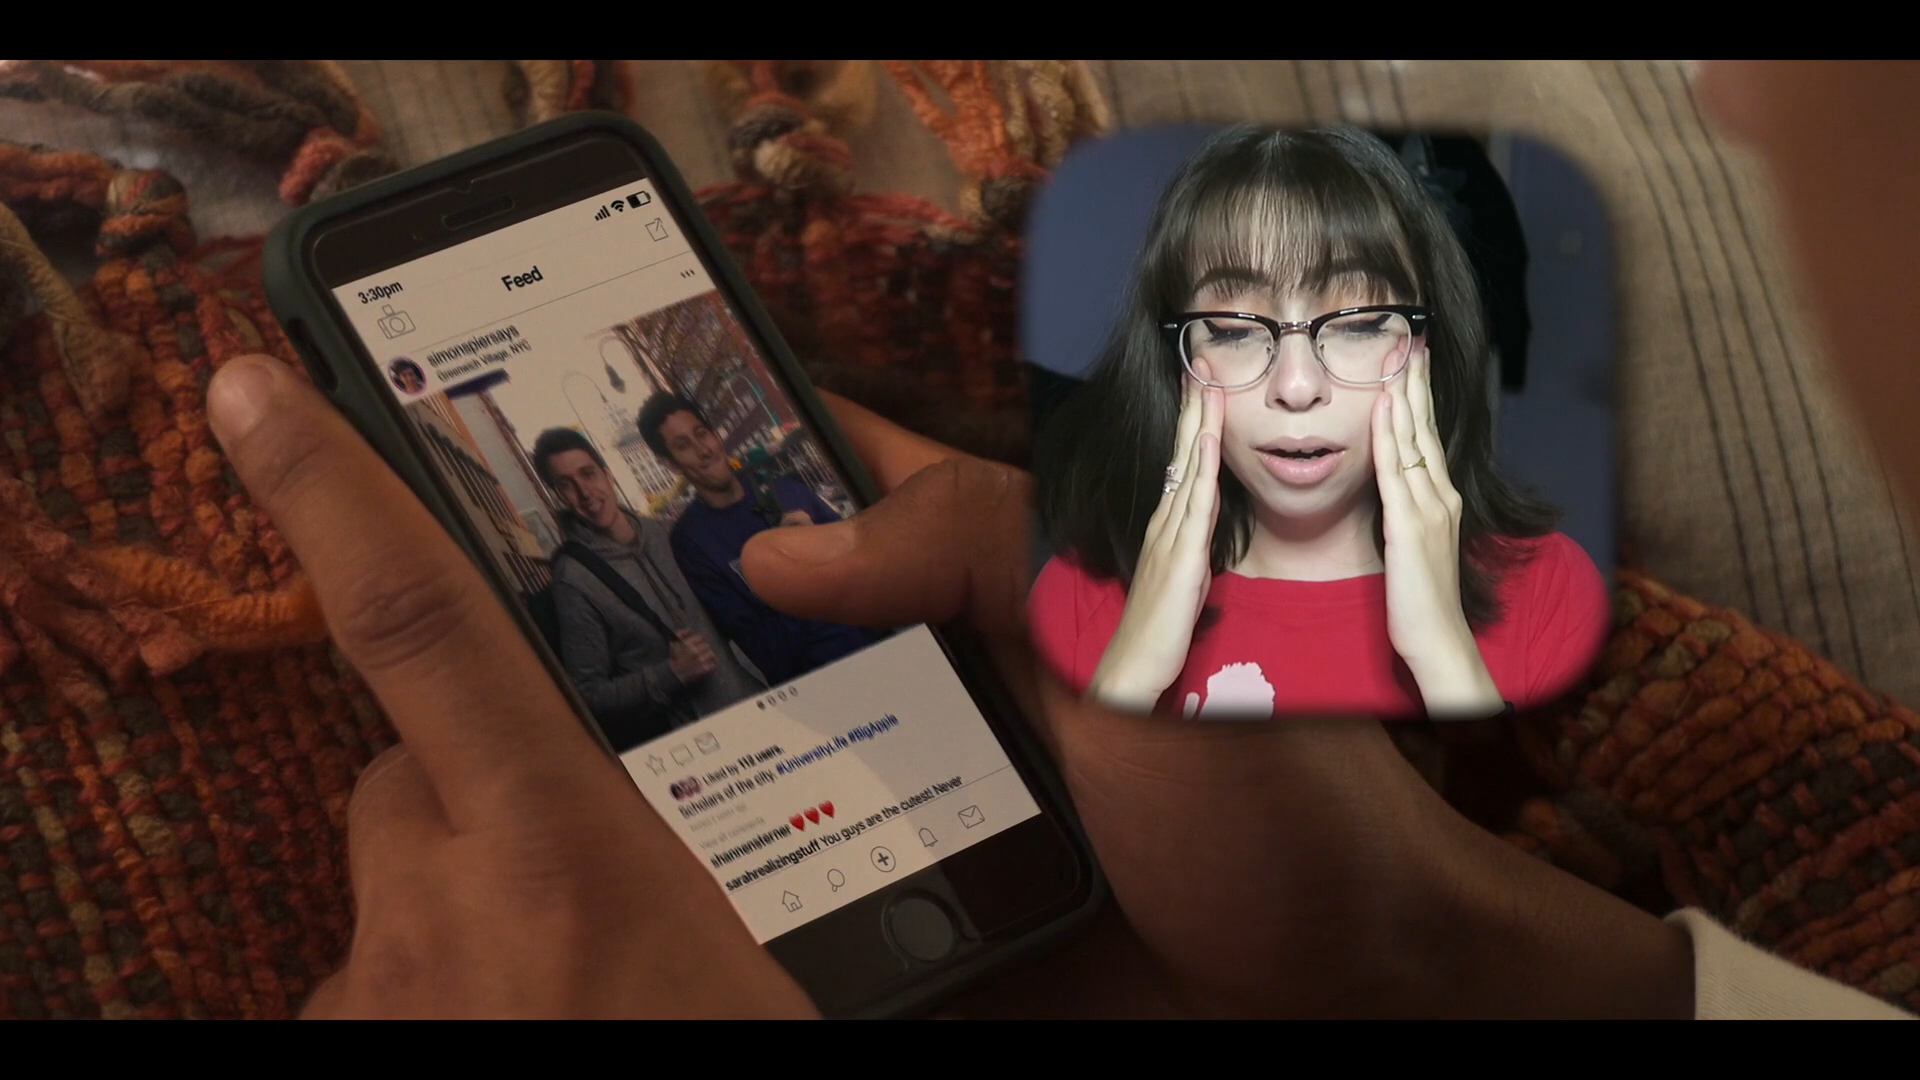 3:30pm
Feed
simonspiersays
Greenwich Village, NYC
Liked by 112 users.
Scholars of the city. #UniversityLife #BigApple
View all comments
shannensterner ❤❤❤
sarahrealizingstuff You guys are the cutest! Never